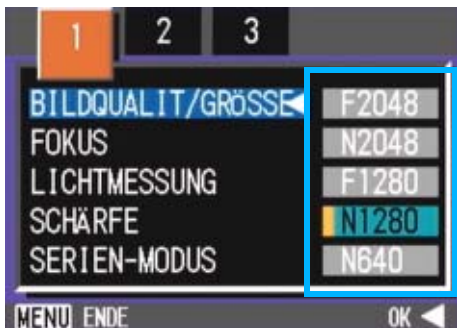 1 2 3
BILDQUALIT/GRÖSSE F2048
FOKUS N2048
LICHTMESSUNG F1280
SCHÄRFE N1280
SERIEN-MODUS N640
MENU ENDE OK